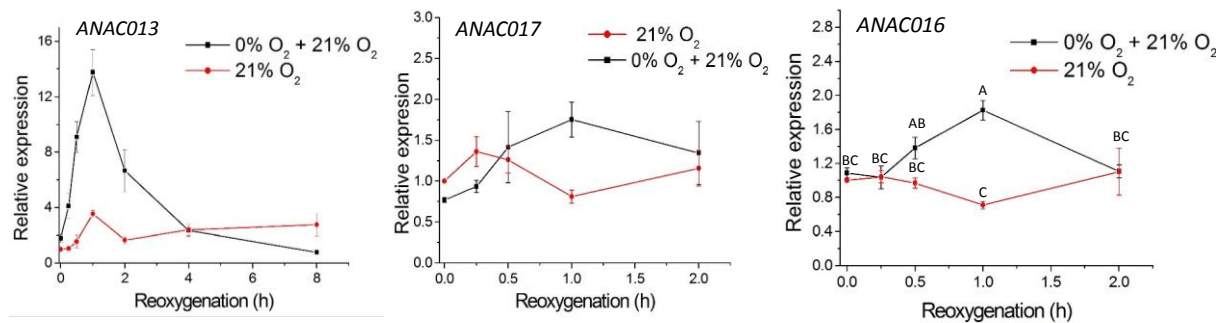 ANAC013
0% O₂ + 21% O₂
21% O₂
Relative expression
16
12
8
4
0
0 2 4 6 8
Reoxygenation (h)
ANAC017
21% O₂
0% O₂ + 21% O₂
Relative expression
3.0
2.5
2.0
1.5
1.0
0.5
0.0
0.0 0.5 1.0 1.5 2.0
Reoxygenation (h)
ANAC016
0% O₂ + 21% O₂
21% O₂
Relative expression
2.8
2.4
2.0
1.6
1.2
0.8
0.4
0.0
A
AB
BC BC BC BC
C
0.0 0.5 1.0 1.5 2.0
Reoxygenation (h)